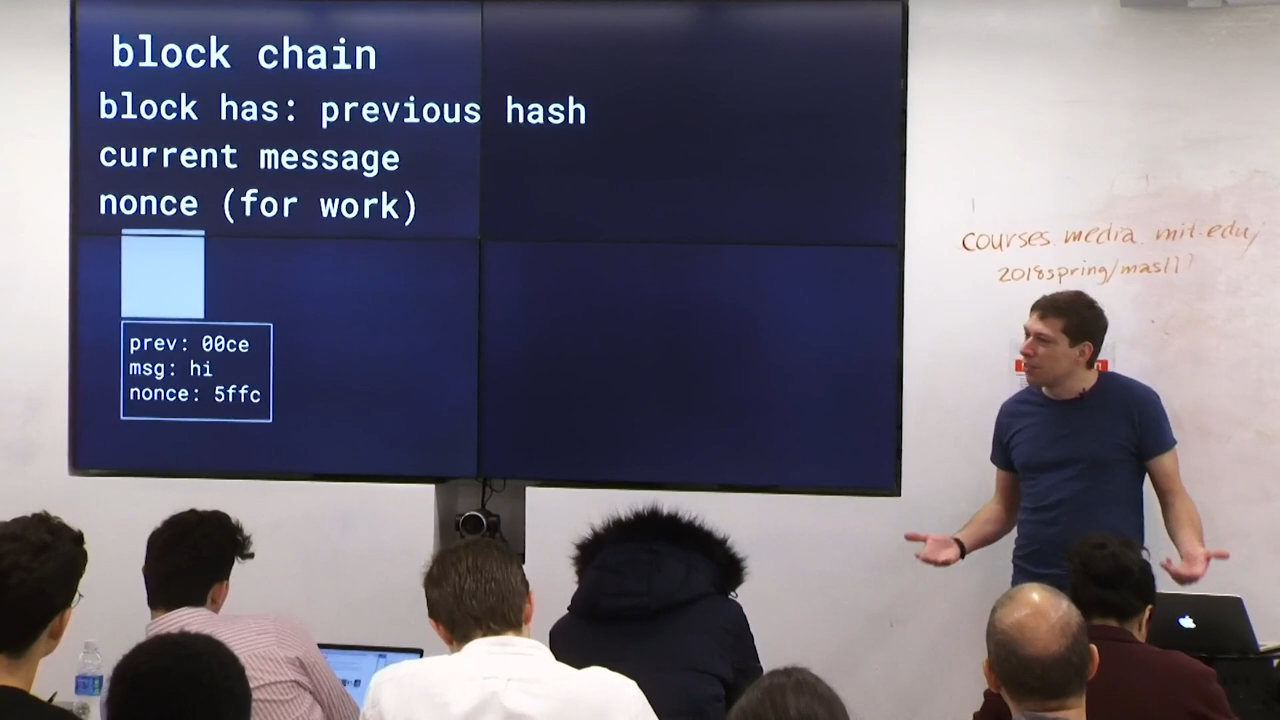 block chain
block has: previous hash
current message
nonce (for work)
prev: 00ce
msg: hi
nonce: 5ffc
courses.media.mit.edu/
2018spring/mas11?